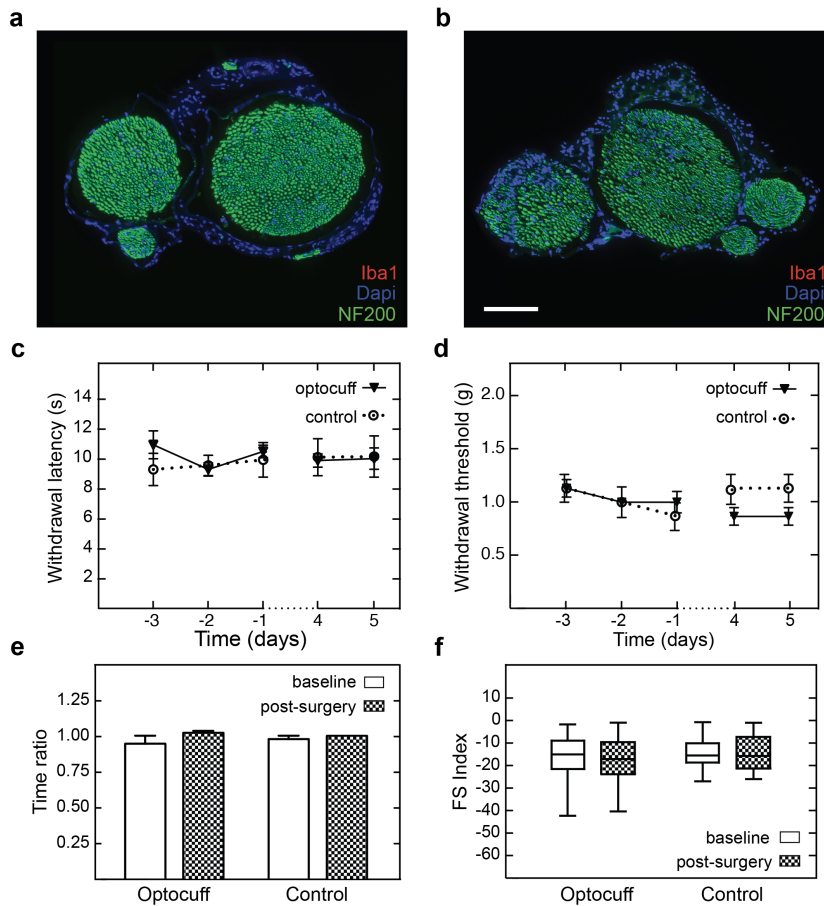 a
b
Iba1
Dapi
NF200
Iba1
Dapi
NF200
c
Withdrawal latency (s)
14
12
10
8
6
4
2
optocuff
control
-3 -2 -1 4 5
Time (days)
d
Withdrawal threshold (g)
2.0
1.5
1.0
0.5
optocuff
control
-3 -2 -1 4 5
Time (days)
e
Time ratio
1.25
1.00
0.75
0.50
0.25
baseline
post-surgery
Optocuff Control
f
FS Index
10
0
-10
-20
-30
-40
-50
-60
baseline
post-surgery
Optocuff Control